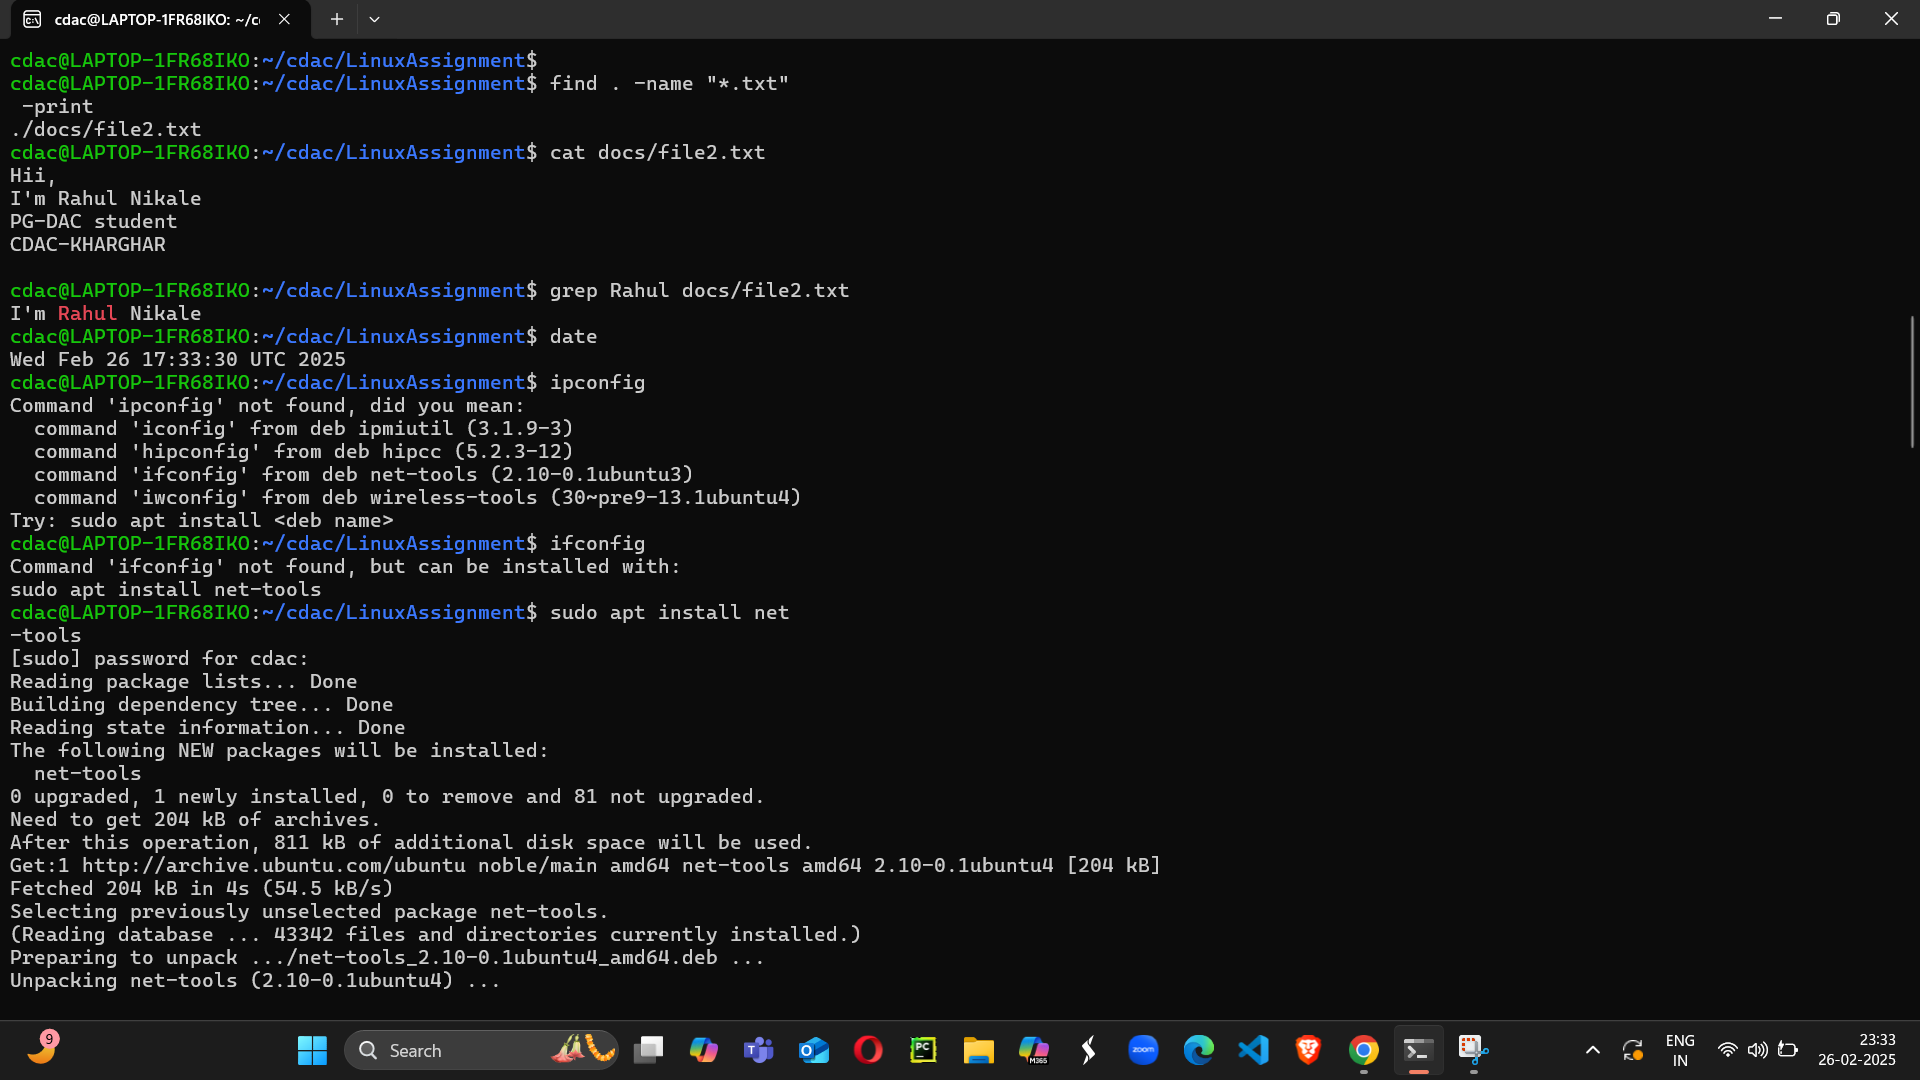 cdac@LAPTOP-1FR68IKO: ~/c
cdac@LAPTOP-1FR68IKO:~/cdac/LinuxAssignment$
cdac@LAPTOP-1FR68IKO:~/cdac/LinuxAssignment$ find . -name "*.txt"
 -print
./docs/file2.txt
cdac@LAPTOP-1FR68IKO:~/cdac/LinuxAssignment$ cat docs/file2.txt
Hii,
I'm Rahul Nikale
PG-DAC student
CDAC-KHARGHAR
cdac@LAPTOP-1FR68IKO:~/cdac/LinuxAssignment$ grep Rahul docs/file2.txt
I'm Rahul Nikale
cdac@LAPTOP-1FR68IKO:~/cdac/LinuxAssignment$ date
Wed Feb 26 17:33:30 UTC 2025
cdac@LAPTOP-1FR68IKO:~/cdac/LinuxAssignment$ ipconfig
Command 'ipconfig' not found, did you mean:
  command 'iconfig' from deb ipmiutil (3.1.9-3)
  command 'hipconfig' from deb hipcc (5.2.3-12)
  command 'ifconfig' from deb net-tools (2.10-0.1ubuntu3)
  command 'iwconfig' from deb wireless-tools (30~pre9-13.1ubuntu4)
Try: sudo apt install <deb name>
cdac@LAPTOP-1FR68IKO:~/cdac/LinuxAssignment$ ifconfig
Command 'ifconfig' not found, but can be installed with:
sudo apt install net-tools
cdac@LAPTOP-1FR68IKO:~/cdac/LinuxAssignment$ sudo apt install net
-tools
[sudo] password for cdac:
Reading package lists... Done
Building dependency tree... Done
Reading state information... Done
The following NEW packages will be installed:
  net-tools
0 upgraded, 1 newly installed, 0 to remove and 81 not upgraded.
Need to get 204 kB of archives.
After this operation, 811 kB of additional disk space will be used.
Get:1 http://archive.ubuntu.com/ubuntu noble/main amd64 net-tools amd64 2.10-0.1ubuntu4 [204 kB]
Fetched 204 kB in 4s (54.5 kB/s)
Selecting previously unselected package net-tools.
(Reading database ... 43342 files and directories currently installed.)
Preparing to unpack .../net-tools_2.10-0.1ubuntu4_amd64.deb ...
Unpacking net-tools (2.10-0.1ubuntu4) ...
9
Search
PC
M365
zoom
ENG
IN
23:33
26-02-2025